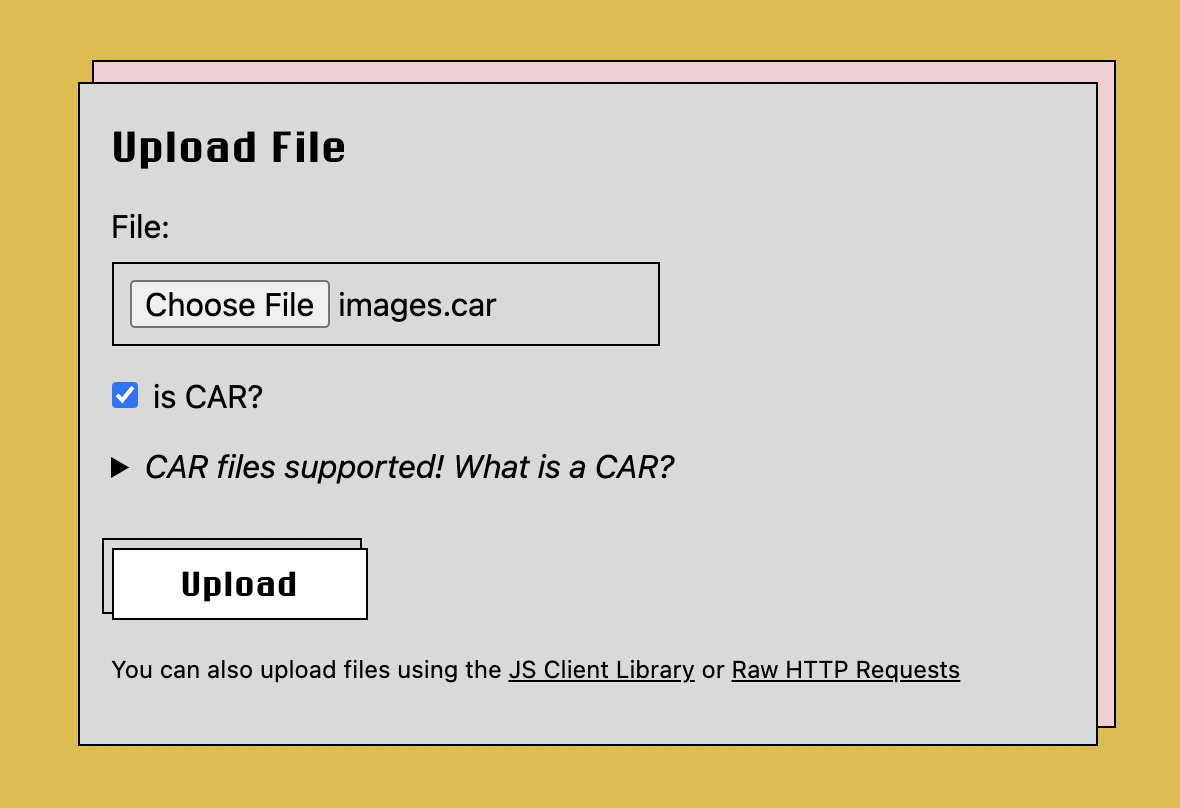 Upload File
File:
Choose File images.car
is CAR?
CAR files supported! What is a CAR?
Upload
You can also upload files using the JS Client Library or Raw HTTP Requests